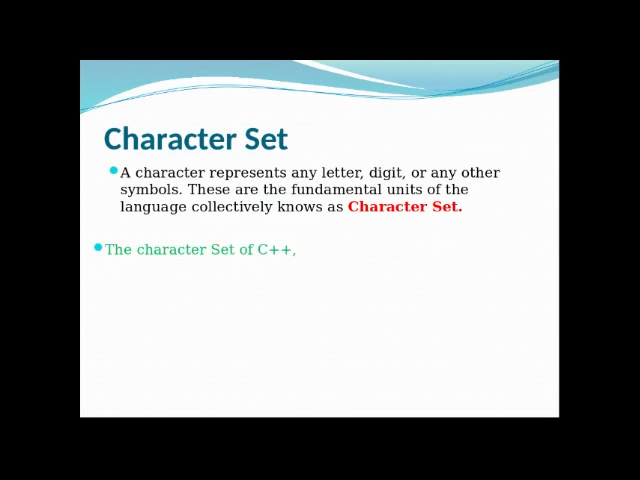 Character Set
A character represents any letter, digit, or any other
symbols. These are the fundamental units of the
language collectively knows as Character Set.
The character Set of C++,